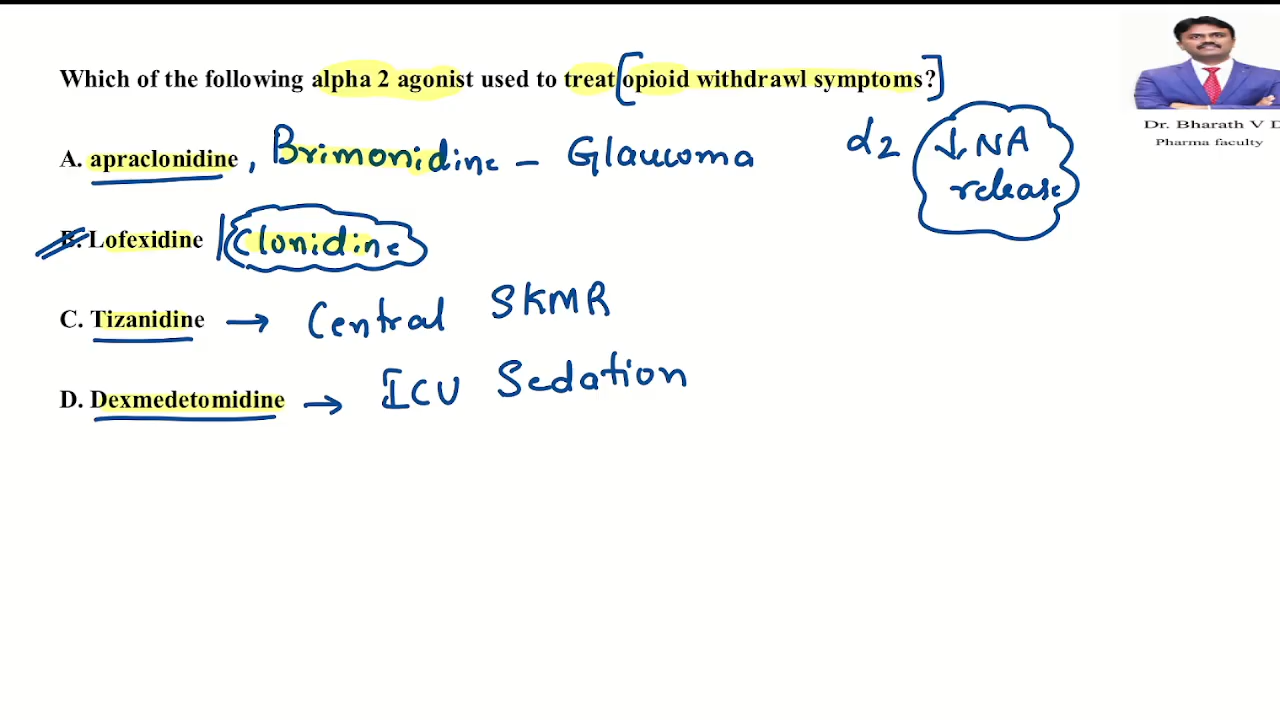 Which of the following alpha 2 agonist used to treat [opioid withdrawl symptoms?]
A. apraclonidine , Brimonidine – Glaucoma
α2 ↓ NA release
B. Lofexidine | Clonidine
C. Tizanidine → Central SKMR
D. Dexmedetomidine → ICU Sedation
Dr. Bharath V D
Pharma faculty